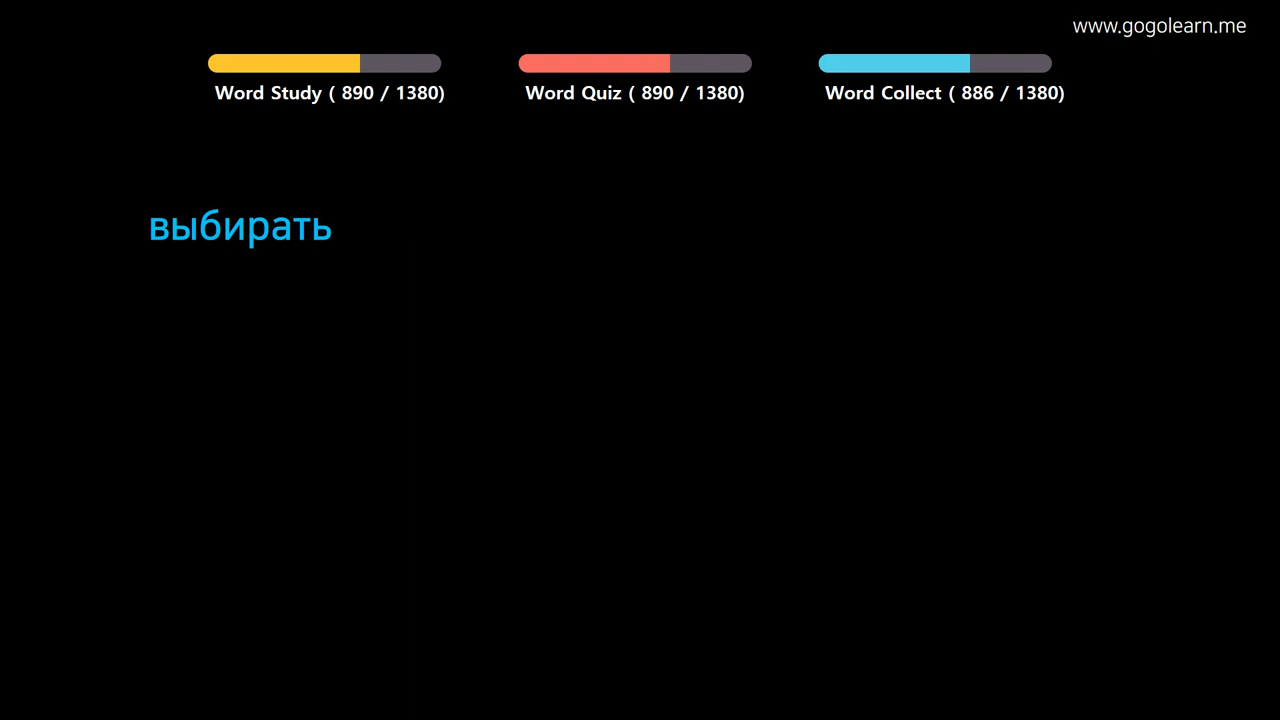 www.gogolearn.me
Word Study ( 890 / 1380)
Word Quiz ( 890 / 1380)
Word Collect ( 886 / 1380)
выбирать